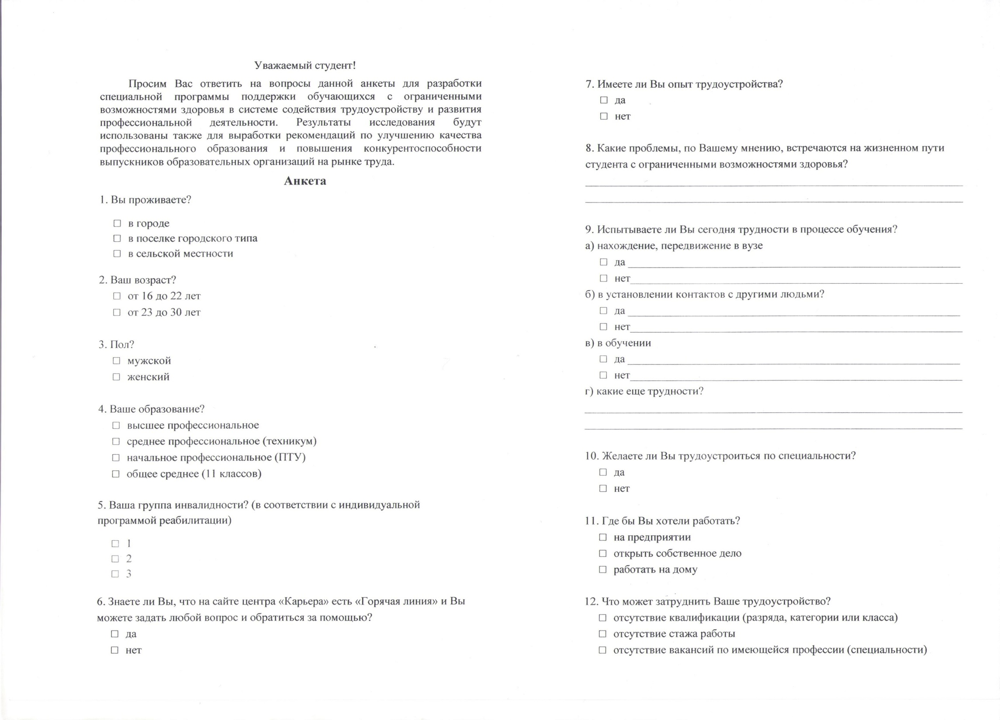 Уважаемый студент!
Просим Вас ответить на вопросы данной анкеты для разработки
специальной программы поддержки обучающихся с ограниченными
возможностями здоровья в системе содействия трудоустройству и развития
профессиональной деятельности. Результаты исследования будут
использованы также для выработки рекомендаций по улучшению качества
профессионального образования и повышения конкурентоспособности
выпускников образовательных организаций на рынке труда.
Анкета
1. Вы проживаете?
☐ в городе
☐ в поселке городского типа
☐ в сельской местности
2. Ваш возраст?
☐ от 16 до 22 лет
☐ от 23 до 30 лет
3. Пол?
☐ мужской
☐ женский
4. Ваше образование?
☐ высшее профессиональное
☐ среднее профессиональное (техникум)
☐ начальное профессиональное (ПТУ)
☐ общее среднее (11 классов)
5. Ваша группа инвалидности? (в соответствии с индивидуальной
программой реабилитации)
☐ 1
☐ 2
☐ 3
6. Знаете ли Вы, что на сайте центра «Карьера» есть «Горячая линия» и Вы
можете задать любой вопрос и обратиться за помощью?
☐ да
☐ нет
7. Имеете ли Вы опыт трудоустройства?
☐ да
☐ нет
8. Какие проблемы, по Вашему мнению, встречаются на жизненном пути
студента с ограниченными возможностями здоровья?
9. Испытываете ли Вы сегодня трудности в процессе обучения?
а) нахождение, передвижение в вузе
☐ да
☐ нет
б) в установлении контактов с другими людьми?
☐ да
☐ нет
в) в обучении
☐ да
☐ нет
г) какие еще трудности?
10. Желаете ли Вы трудоустроиться по специальности?
☐ да
☐ нет
11. Где бы Вы хотели работать?
☐ на предприятии
☐ открыть собственное дело
☐ работать на дому
12. Что может затруднить Ваше трудоустройство?
☐ отсутствие квалификации (разряда, категории или класса)
☐ отсутствие стажа работы
☐ отсутствие вакансий по имеющейся профессии (специальности)